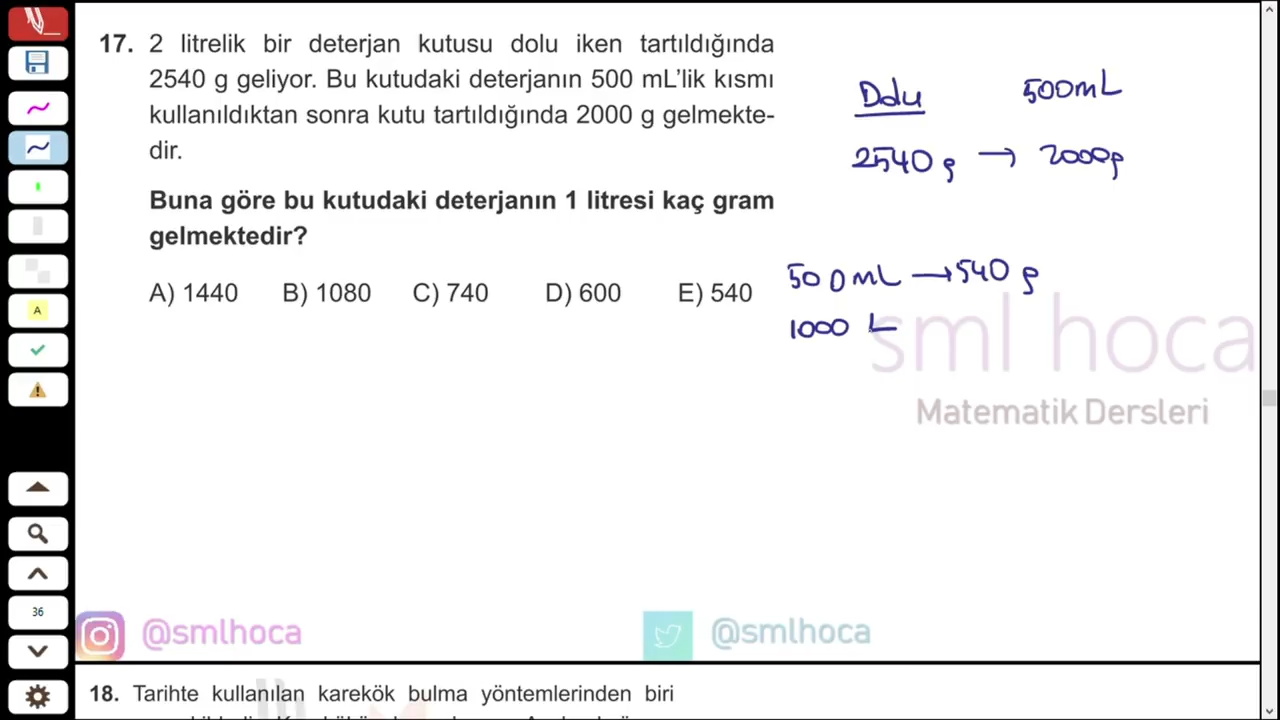 17. 2 litrelik bir deterjan kutusu dolu iken tartıldığında
2540 g geliyor. Bu kutudaki deterjanın 500 mL'lik kısmı
kullanıldıktan sonra kutu tartıldığında 2000 g gelmekte-
dir.
Buna göre bu kutudaki deterjanın 1 litresi kaç gram
gelmektedir?
A) 1440 B) 1080 C) 740 D) 600 E) 540
Dolu 500mL
2540 g → 2000g
500mL → 540 g
1000 L
sml hoca
Matematik Dersleri
A
36
@smlhoca @smlhoca
18. Tarihte kullanılan karekök bulma yöntemlerinden biri